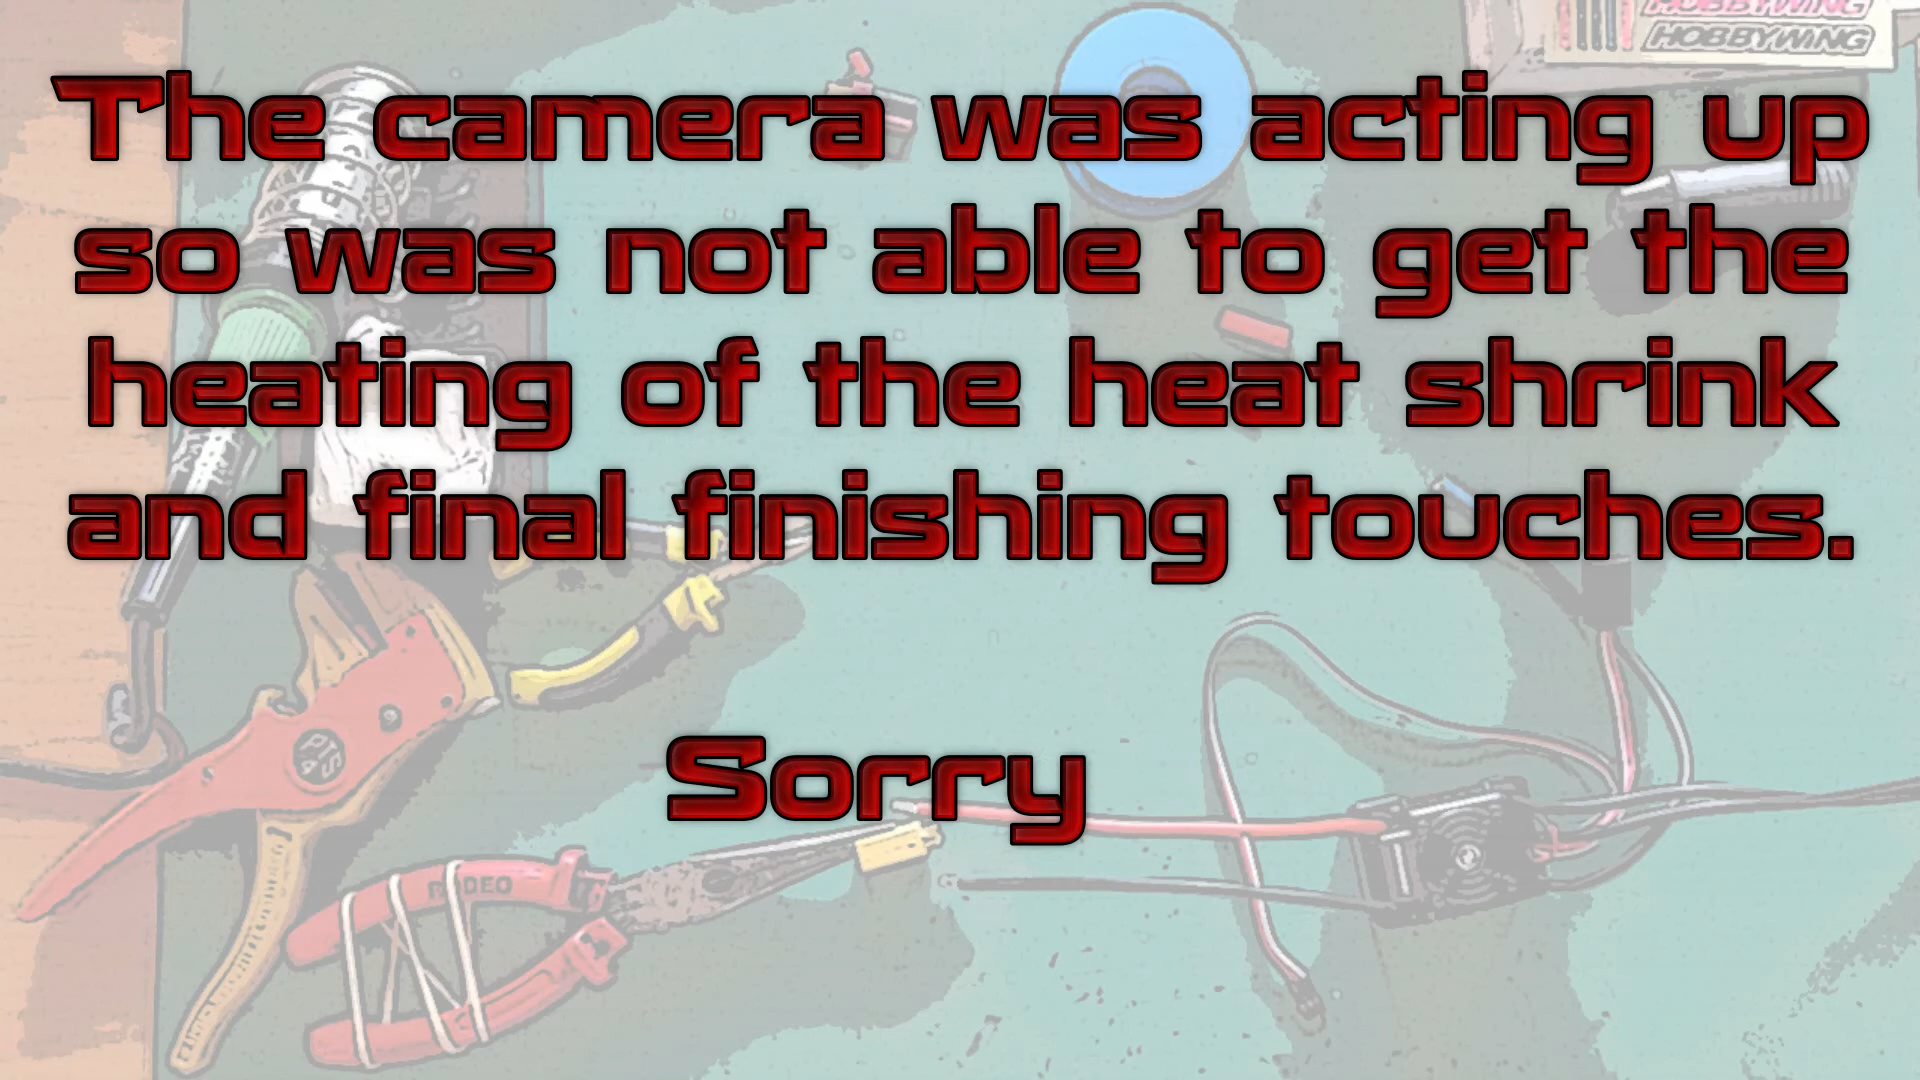 HOBBYWING
HOBBYWING
The camera was acting up
so was not able to get the
heating of the heat shrink
and final finishing touches.
Sorry